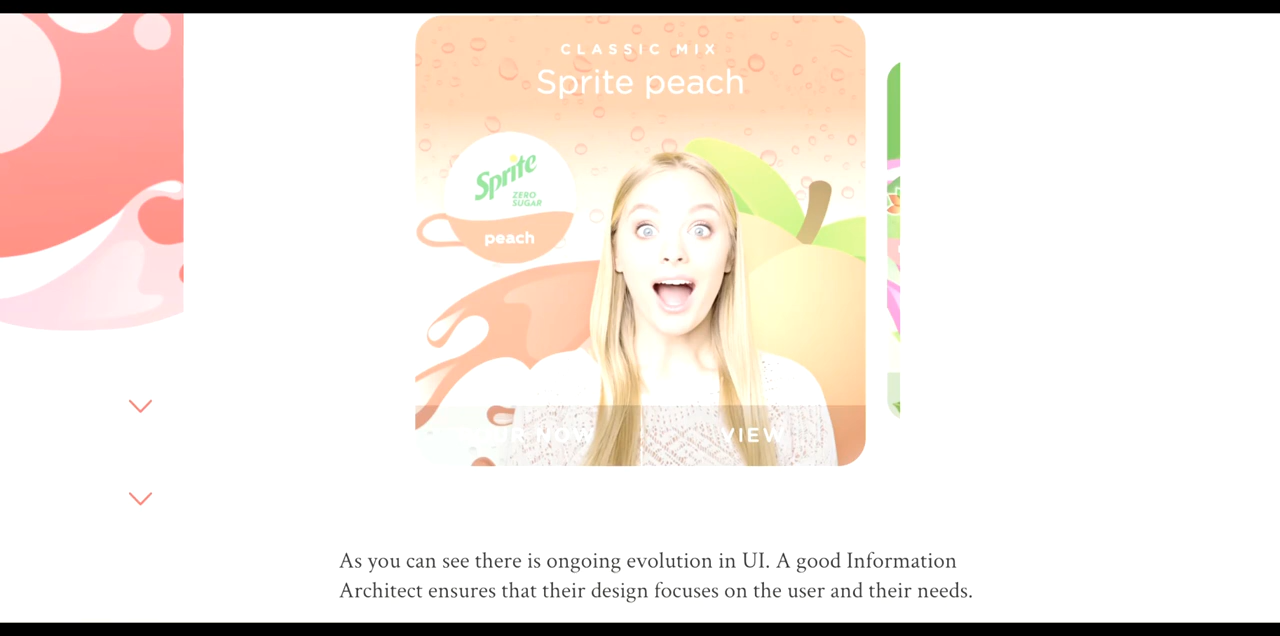 CLASSIC MIX
Sprite peach
Sprite
ZERO
SUGAR
peach
NOW
VIEW
As you can see there is ongoing evolution in UI. A good Information
Architect ensures that their design focuses on the user and their needs.